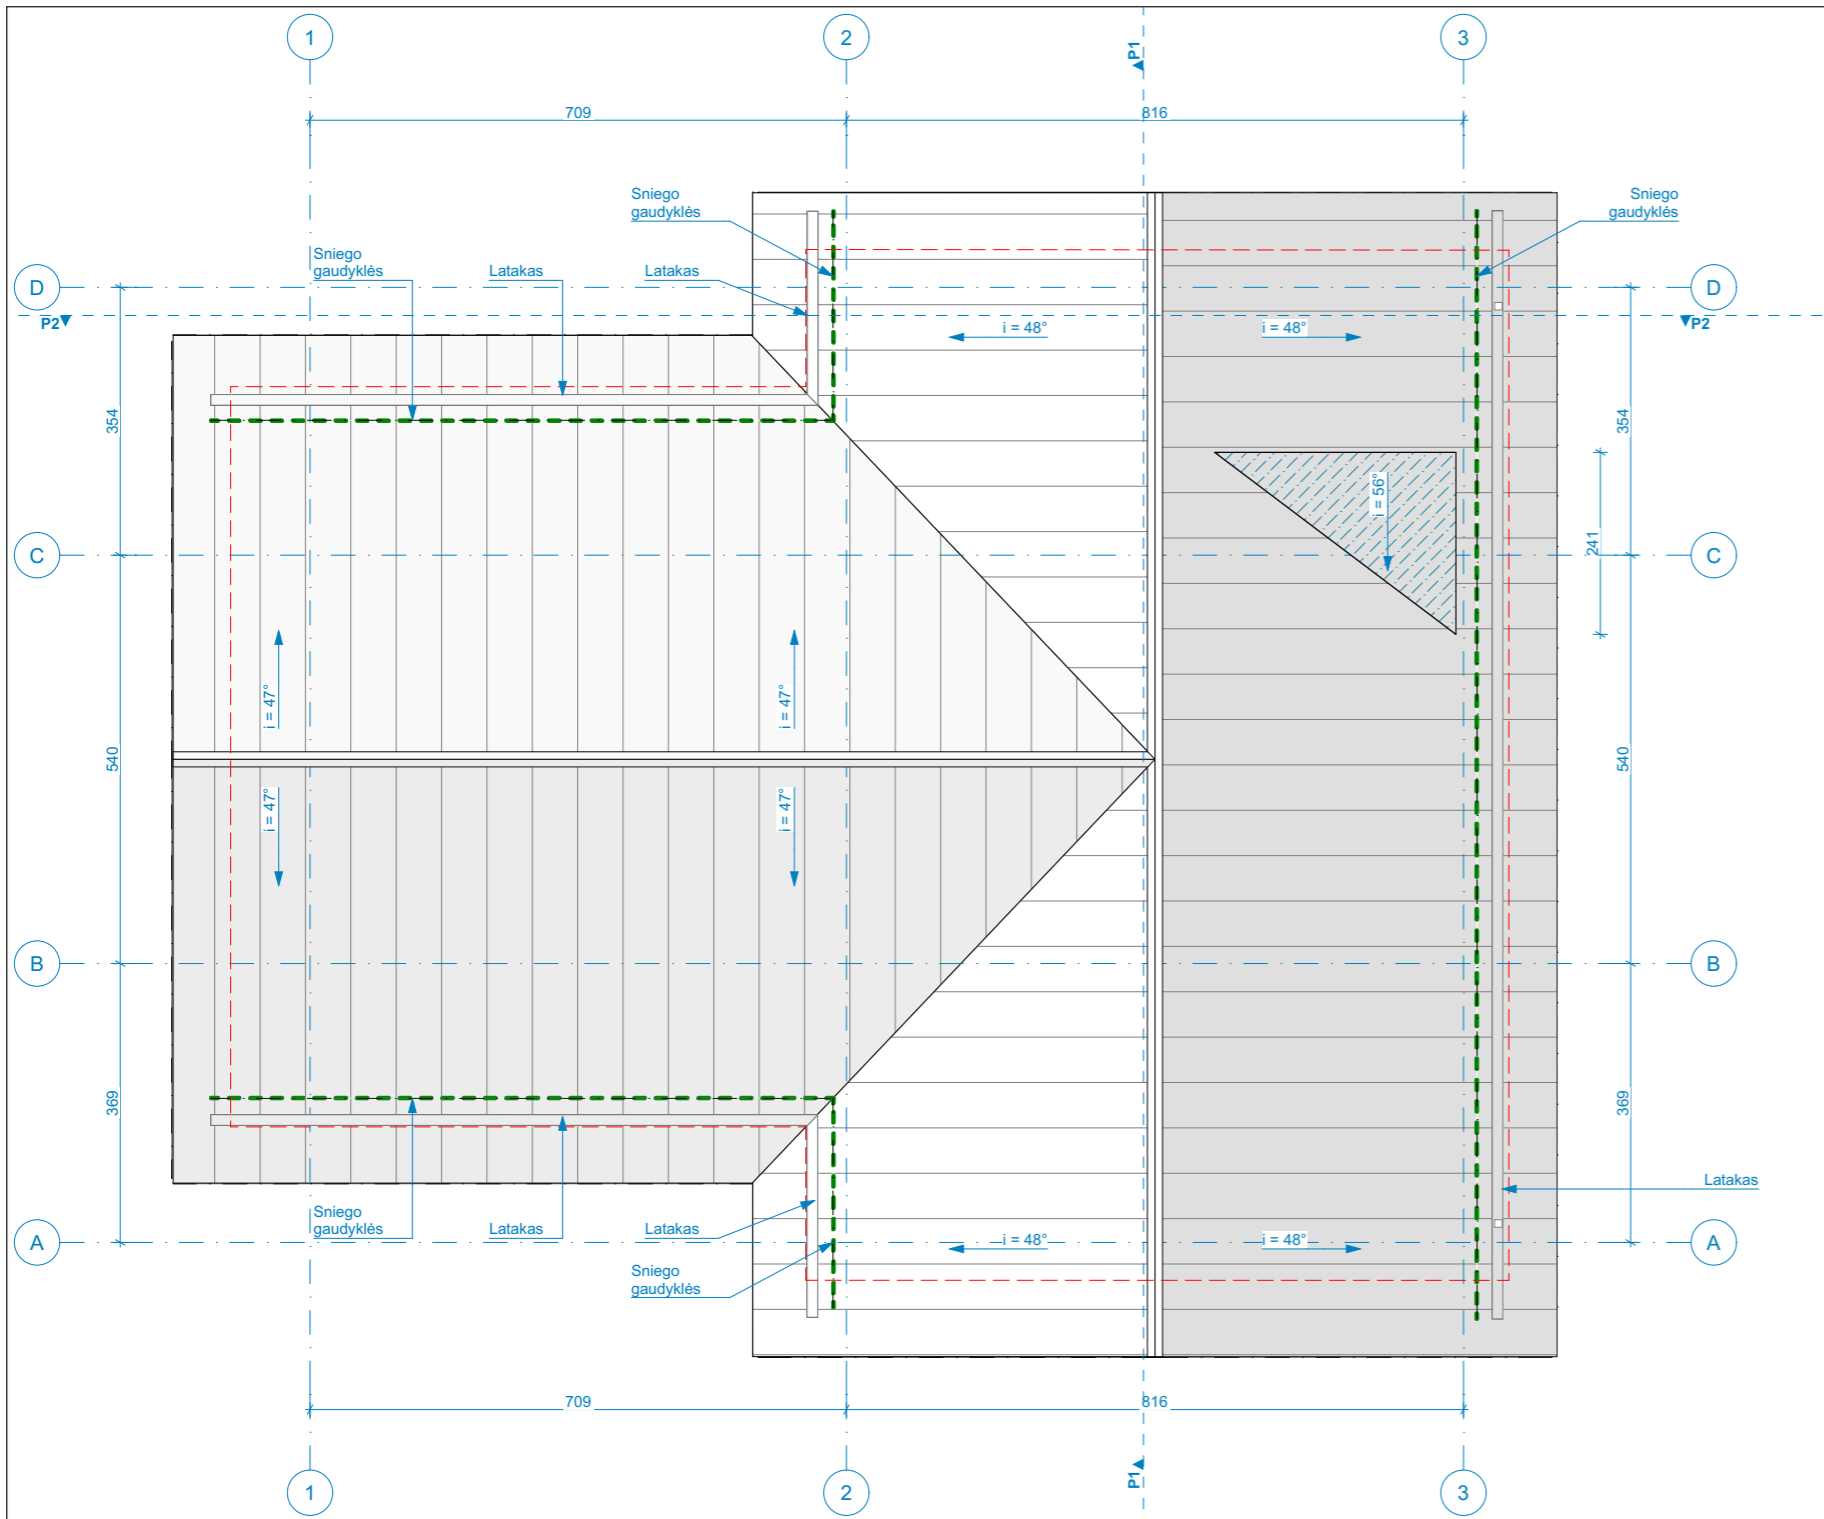 1
2
P1
3
709
816
Sniego
gaudyklės
Sniego
gaudyklės
Sniego
gaudyklės
Latakas
Latakas
D
D
P2
P2
i = 48°
i = 48°
354
354
i = 56°
241
C
C
i = 47°
i = 47°
540
540
i = 47°
i = 47°
B
B
369
369
Latakas
Sniego
gaudyklės
Latakas
Latakas
A
i = 48°
i = 48°
A
Sniego
gaudyklės
709
816
P1
1
2
3